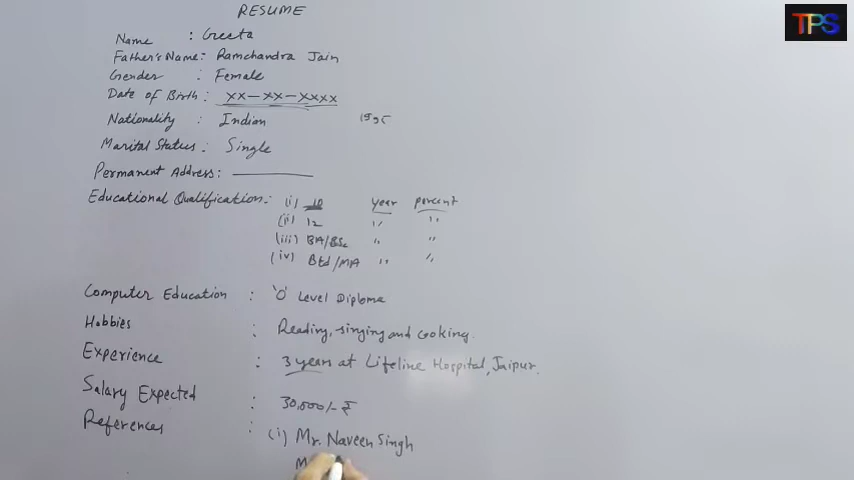 TPS
RESUME
Name : Geeta
Father's Name: Ramchandra Jain
Gender : Female
Date of Birth : XX-XX-XXXX
Nationality : Indian
Marital Status : Single
Permanent Address:
Educational Qualification: (i) 10 year percent
(ii) 12 '' ''
(iii) BA/BSc '' ''
(iv) BEd/MA '' ''
Computer Education : 'O' Level Diploma
Hobbies : Reading, singing and cooking.
Experience : 3 years at Lifeline Hospital, Jaipur.
Salary Expected : 30,000/- ₹
References : (i) Mr. Naveen Singh
M